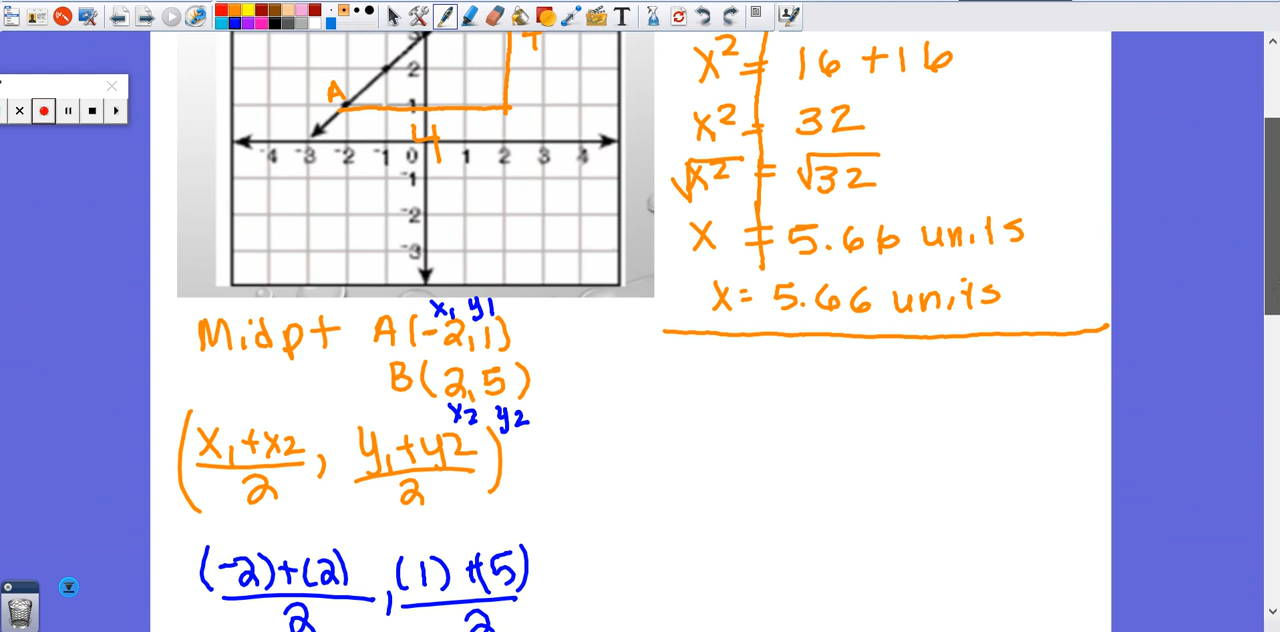 3
2
A
1
4
-4 -3 -2 -1 0 1 2 3 4
-1
-2
-3
x² = 16 + 16
x² = 32
√x² = √32
x = 5.66 units
x = 5.66 units
x₁ y₁
Midpt A(-2,1)
B(2,5)
x₂ y₂
(x₁+x₂/2, y₁+y₂/2)
(-2)+(2)/2, (1)+(5)/2
T